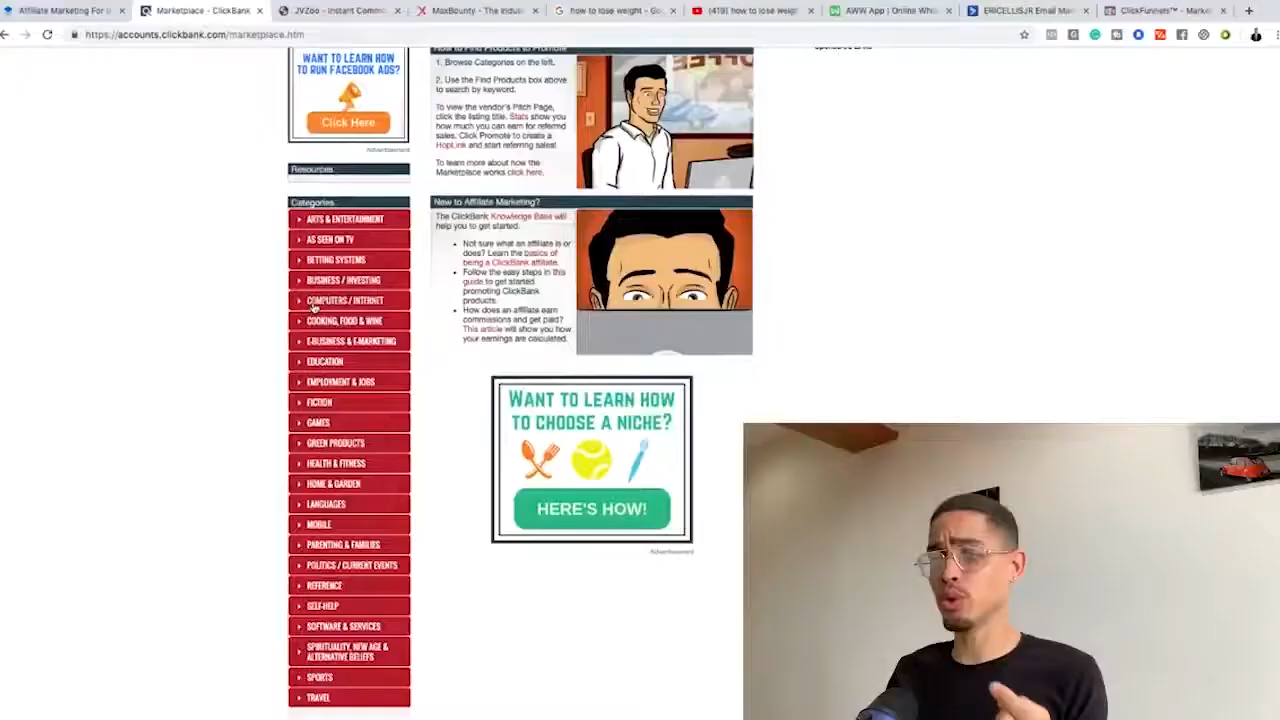 Affiliate Marketing For
Marketplace - ClickBank
JVZoo - Instant Comm
MaxBounty - The Indus
how to lose weight - Go
(419) how to lose weig
AWW App | Online Whi
ERICELLISJR Email Ma
ClickFunnels™ - Marke
https://accounts.clickbank.com/marketplace.htm
WANT TO LEARN HOW
TO RUN FACEBOOK ADS?
Click Here
Advertisement
Resources
Categories
ARTS & ENTERTAINMENT
AS SEEN ON TV
BETTING SYSTEMS
BUSINESS / INVESTING
COMPUTERS / INTERNET
COOKING, FOOD & WINE
E-BUSINESS & E-MARKETING
EDUCATION
EMPLOYMENT & JOBS
FICTION
GAMES
GREEN PRODUCTS
HEALTH & FITNESS
HOME & GARDEN
LANGUAGES
MOBILE
PARENTING & FAMILIES
POLITICS / CURRENT EVENTS
REFERENCE
SELF-HELP
SOFTWARE & SERVICES
SPIRITUALITY, NEW AGE &
ALTERNATIVE BELIEFS
SPORTS
TRAVEL
How to Find Products to Promote
1. Browse Categories on the left.
2. Use the Find Products box above
to search by keyword.
To view the vendor's Pitch Page,
click the listing title. Stats show you
how much you can earn for referred
sales. Click Promote to create a
HopLink and start referring sales!
To learn more about how the
Marketplace works click here.
New to Affiliate Marketing?
The ClickBank Knowledge Base will
help you to get started.
• Not sure what an affiliate is or
does? Learn the basics of
being a ClickBank affiliate.
• Follow the easy steps in this
guide to get started
promoting ClickBank
products.
• How does an affiliate earn
commissions and get paid?
This article will show you how
your earnings are calculated.
WANT TO LEARN HOW
TO CHOOSE A NICHE?
HERE'S HOW!
Advertisement